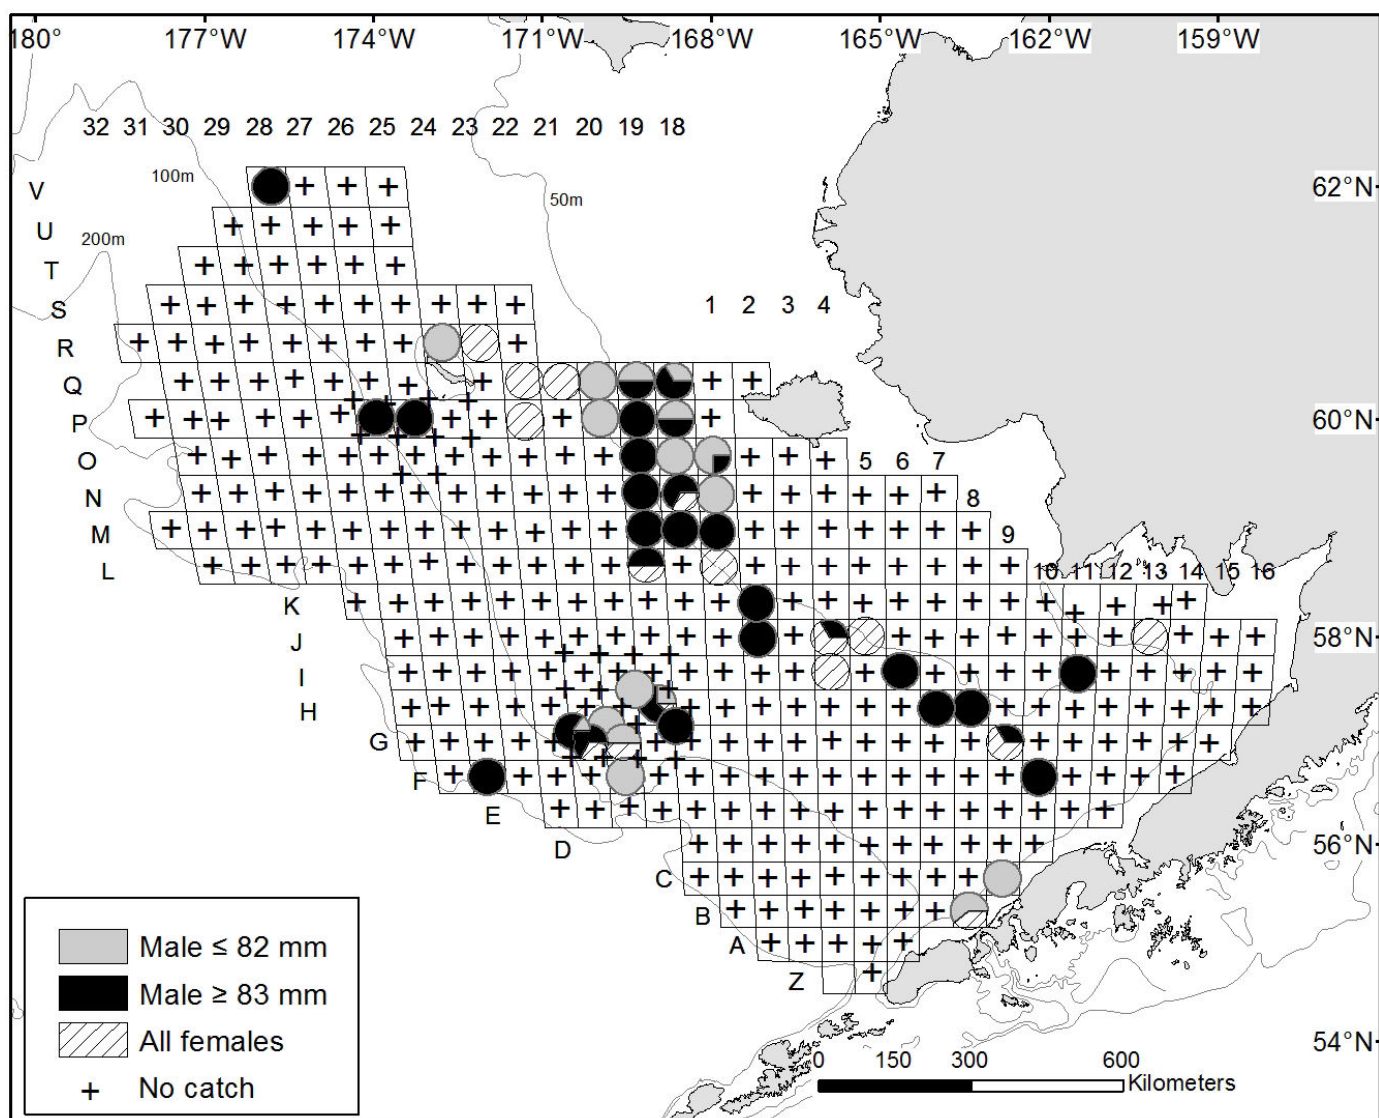 180° 177°W 174°W 171°W 168°W 165°W 162°W 159°W
32 31 30 29 28 27 26 25 24 23 22 21 20 19 18
100m
62°N
V
50m
U
200m
T
S
1 2 3 4
R
Q
P
60°N
O
5 6 7
N
8
M
9
L
10 11 12 13 14 15 16
K
J
58°N
I
H
G
F
E
D
56°N
C
B
A
Z
Male ≤ 82 mm
Male ≥ 83 mm
All females
No catch
54°N
0 150 300 600
Kilometers